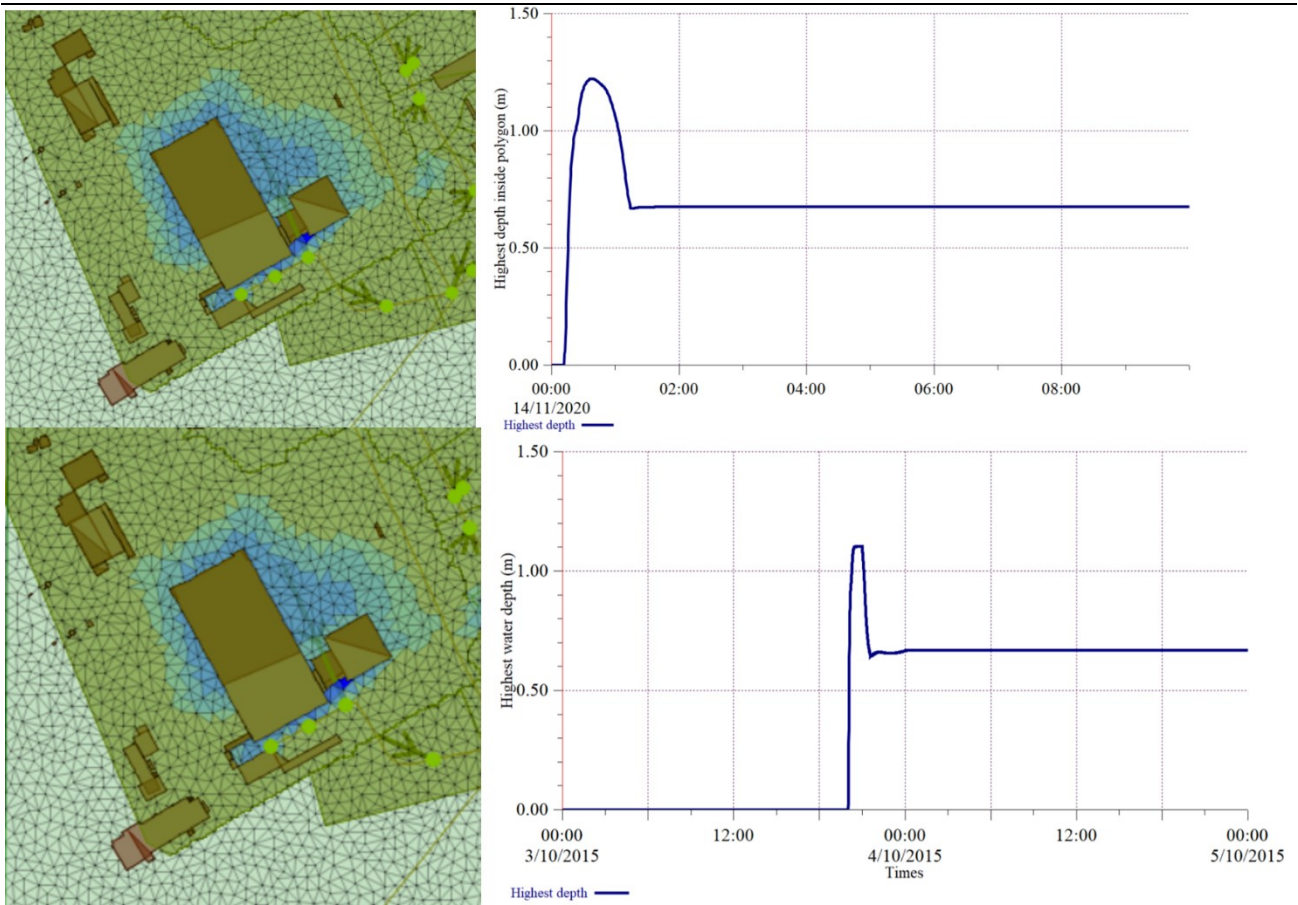 1.50
1.00
0.50
0.00
Highest depth inside polygon (m)
00:00 02:00 04:00 06:00 08:00
14/11/2020
Highest depth
1.50
1.00
0.50
0.00
Highest water depth (m)
00:00 12:00 00:00 12:00 00:00
3/10/2015 4/10/2015 5/10/2015
Times
Highest depth